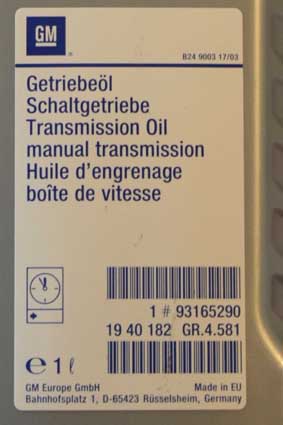 GM
®
B24 9003 17/03
Getriebeöl
Schaltgetriebe
Transmission Oil
manual transmission
Huile d'engrenage
boîte de vitesse
1 # 93165290
19 40 182 GR.4.581
e 1 ℓ
GM Europe GmbH Made in EU
Bahnhofsplatz 1, D-65423 Rüsselsheim, Germany